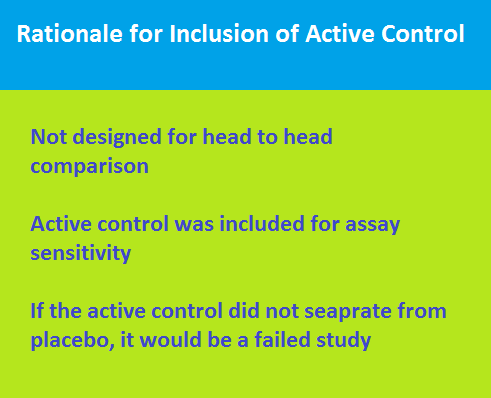 Rationale for Inclusion of Active Control
Not designed for head to head
comparison
Active control was included for assay
sensitivity
If the active control did not seaprate from
placebo, it would be a failed study